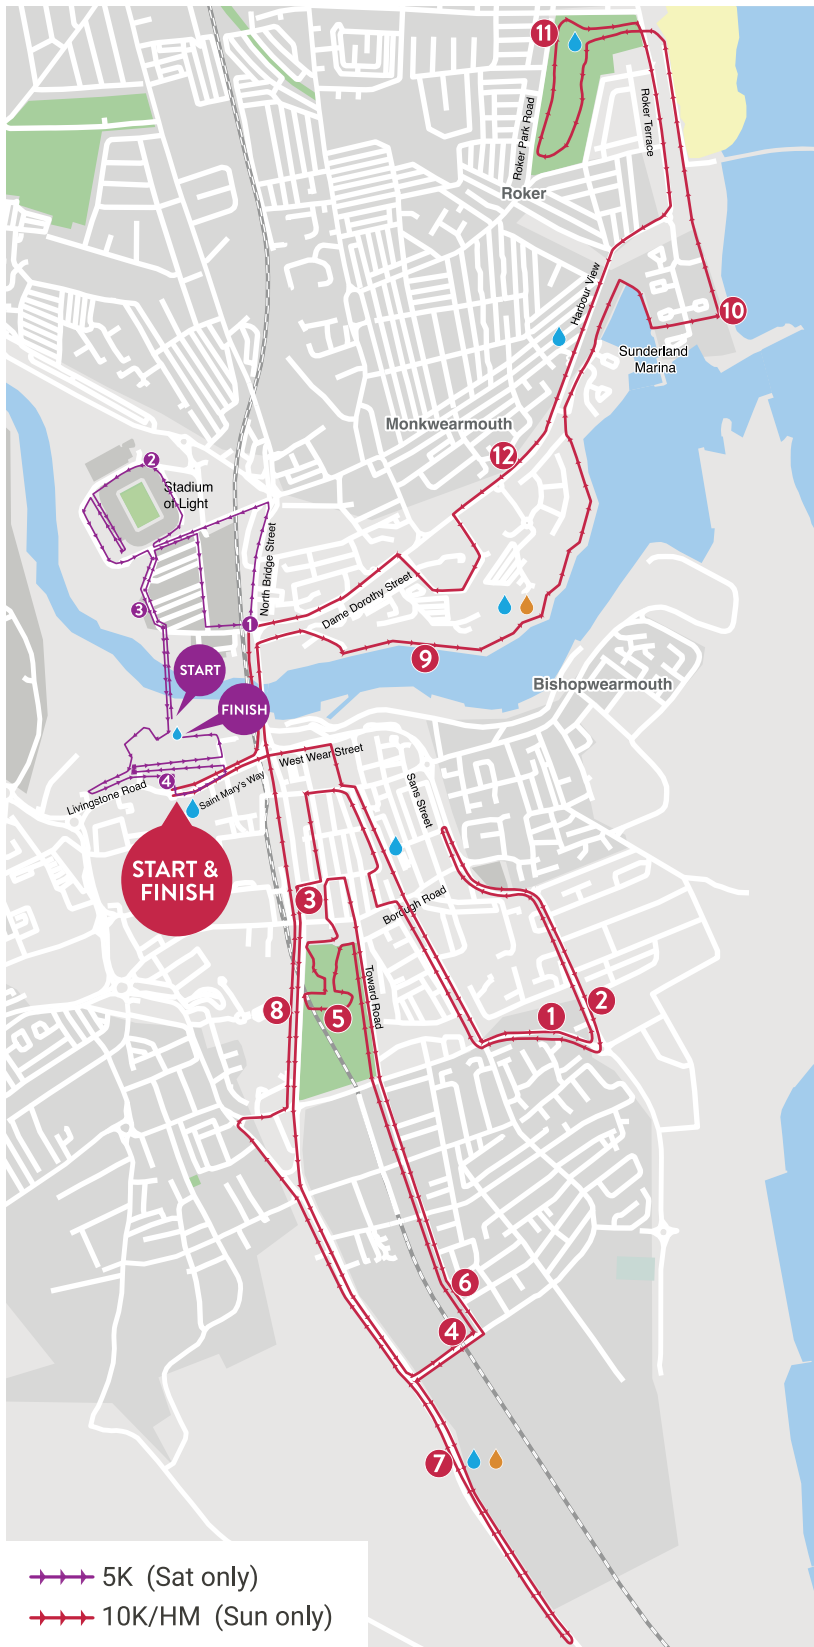 11
Roker Park Road
Roker Terrace
Roker
Harbour View
10
Sunderland
Marina
Monkwearmouth
12
2
Stadium
of Light
North Bridge Street
Dame Dorothy Street
3
1
9
START
FINISH
Bishopwearmouth
West Wear Street
4
Livingstone Road
Saint Mary's Way
Sans Street
START &
FINISH
3
Borough Road
Toward Road
8
5
1
2
6
4
7
5K (Sat only)
10K/HM (Sun only)